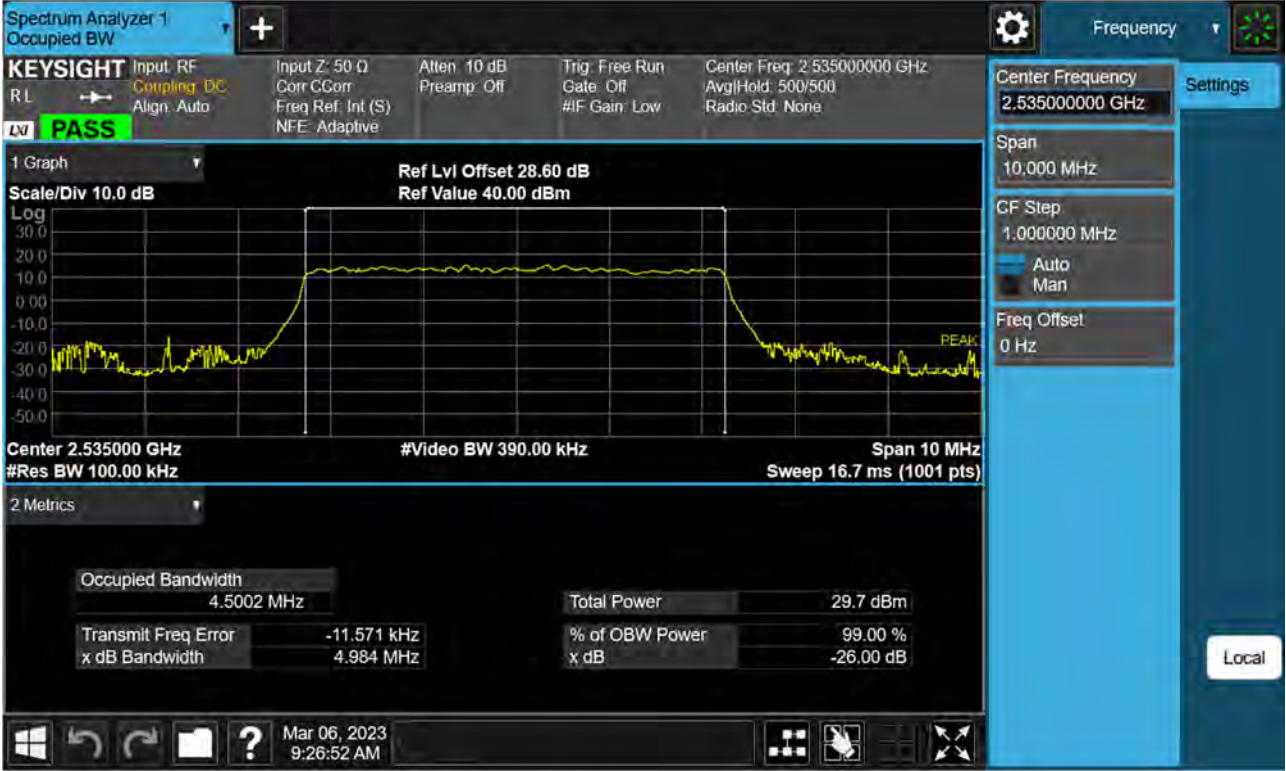 Spectrum Analyzer 1
Occupied BW
+
Frequency
KEYSIGHT
Input: RF
Coupling: DC
Align: Auto
Input Z: 50 Ω
Corr CCorr
Freq Ref: Int (S)
NFE: Adaptive
Atten: 10 dB
Preamp: Off
Trig: Free Run
Gate: Off
#IF Gain: Low
Center Freq: 2.535000000 GHz
Avg|Hold: 500/500
Radio Std: None
R L
LXI
PASS
Center Frequency
2.535000000 GHz
Settings
Span
10.000 MHz
CF Step
1.000000 MHz
Auto
Man
Freq Offset
0 Hz
1 Graph
Scale/Div 10.0 dB
Ref Lvl Offset 28.60 dB
Ref Value 40.00 dBm
Log
30.0
20.0
10.0
0.00
-10.0
-20.0
-30.0
-40.0
-50.0
PEAK
Center 2.535000 GHz
#Video BW 390.00 kHz
Span 10 MHz
#Res BW 100.00 kHz
Sweep 16.7 ms (1001 pts)
2 Metrics
Occupied Bandwidth
4.5002 MHz
Total Power 29.7 dBm
Transmit Freq Error -11.571 kHz
% of OBW Power 99.00 %
x dB Bandwidth 4.984 MHz
x dB -26.00 dB
Local
?
Mar 06, 2023
9:26:52 AM